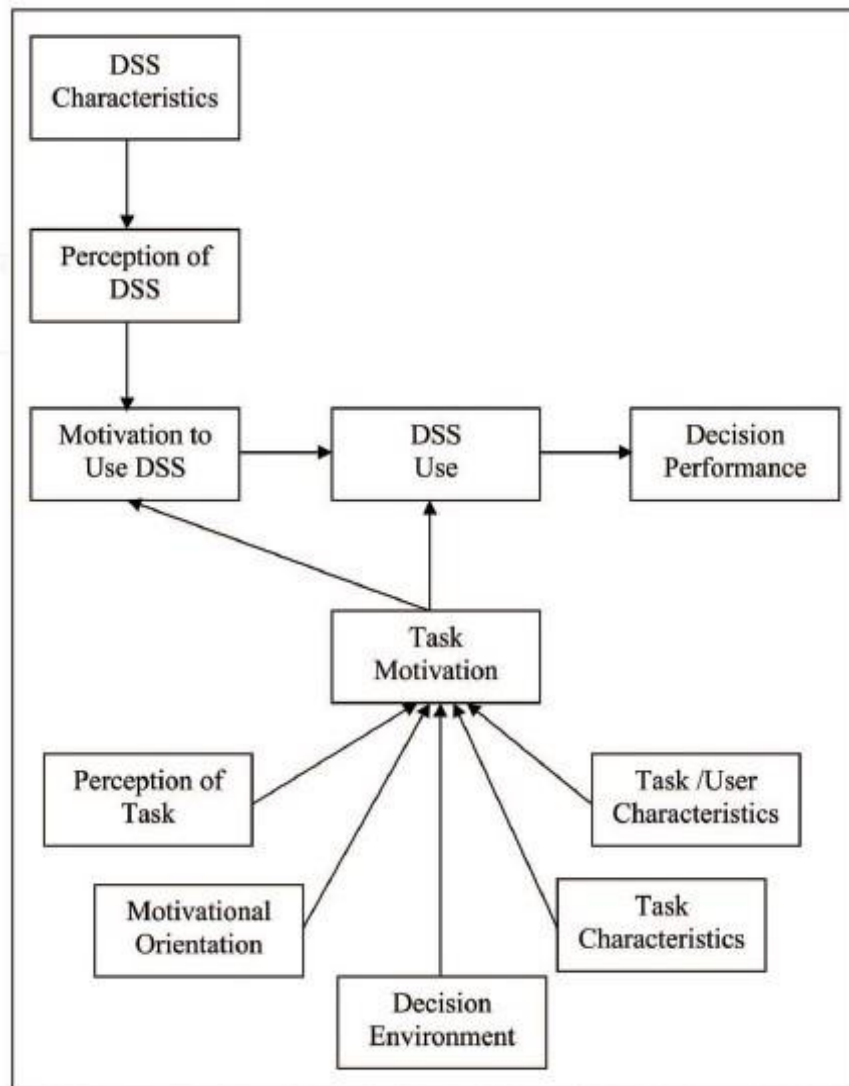 DSS
Characteristics
Perception of
DSS
Motivation to
Use DSS
DSS
Use
Decision
Performance
Task
Motivation
Perception of
Task
Task /User
Characteristics
Motivational
Orientation
Task
Characteristics
Decision
Environment